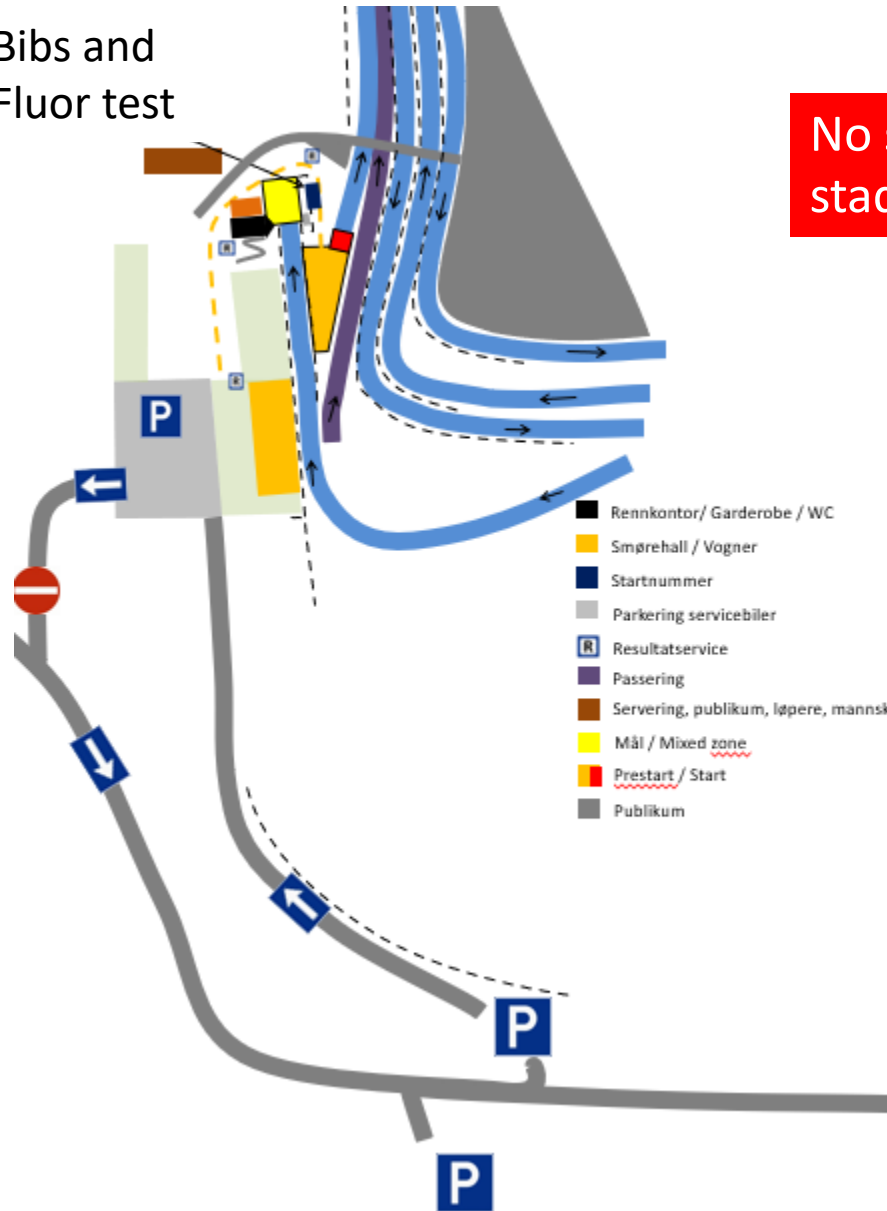 Bibs and
Fluor test
No
stad
R
R
R
P
Rennkontor/ Garderobe / WC
Smørehall / Vogner
Startnummer
Parkering servicebiler
R Resultatservice
Passering
Servering, publikum, løpere, mannsk
Mål / Mixed zone
Prestart / Start
Publikum
P
P